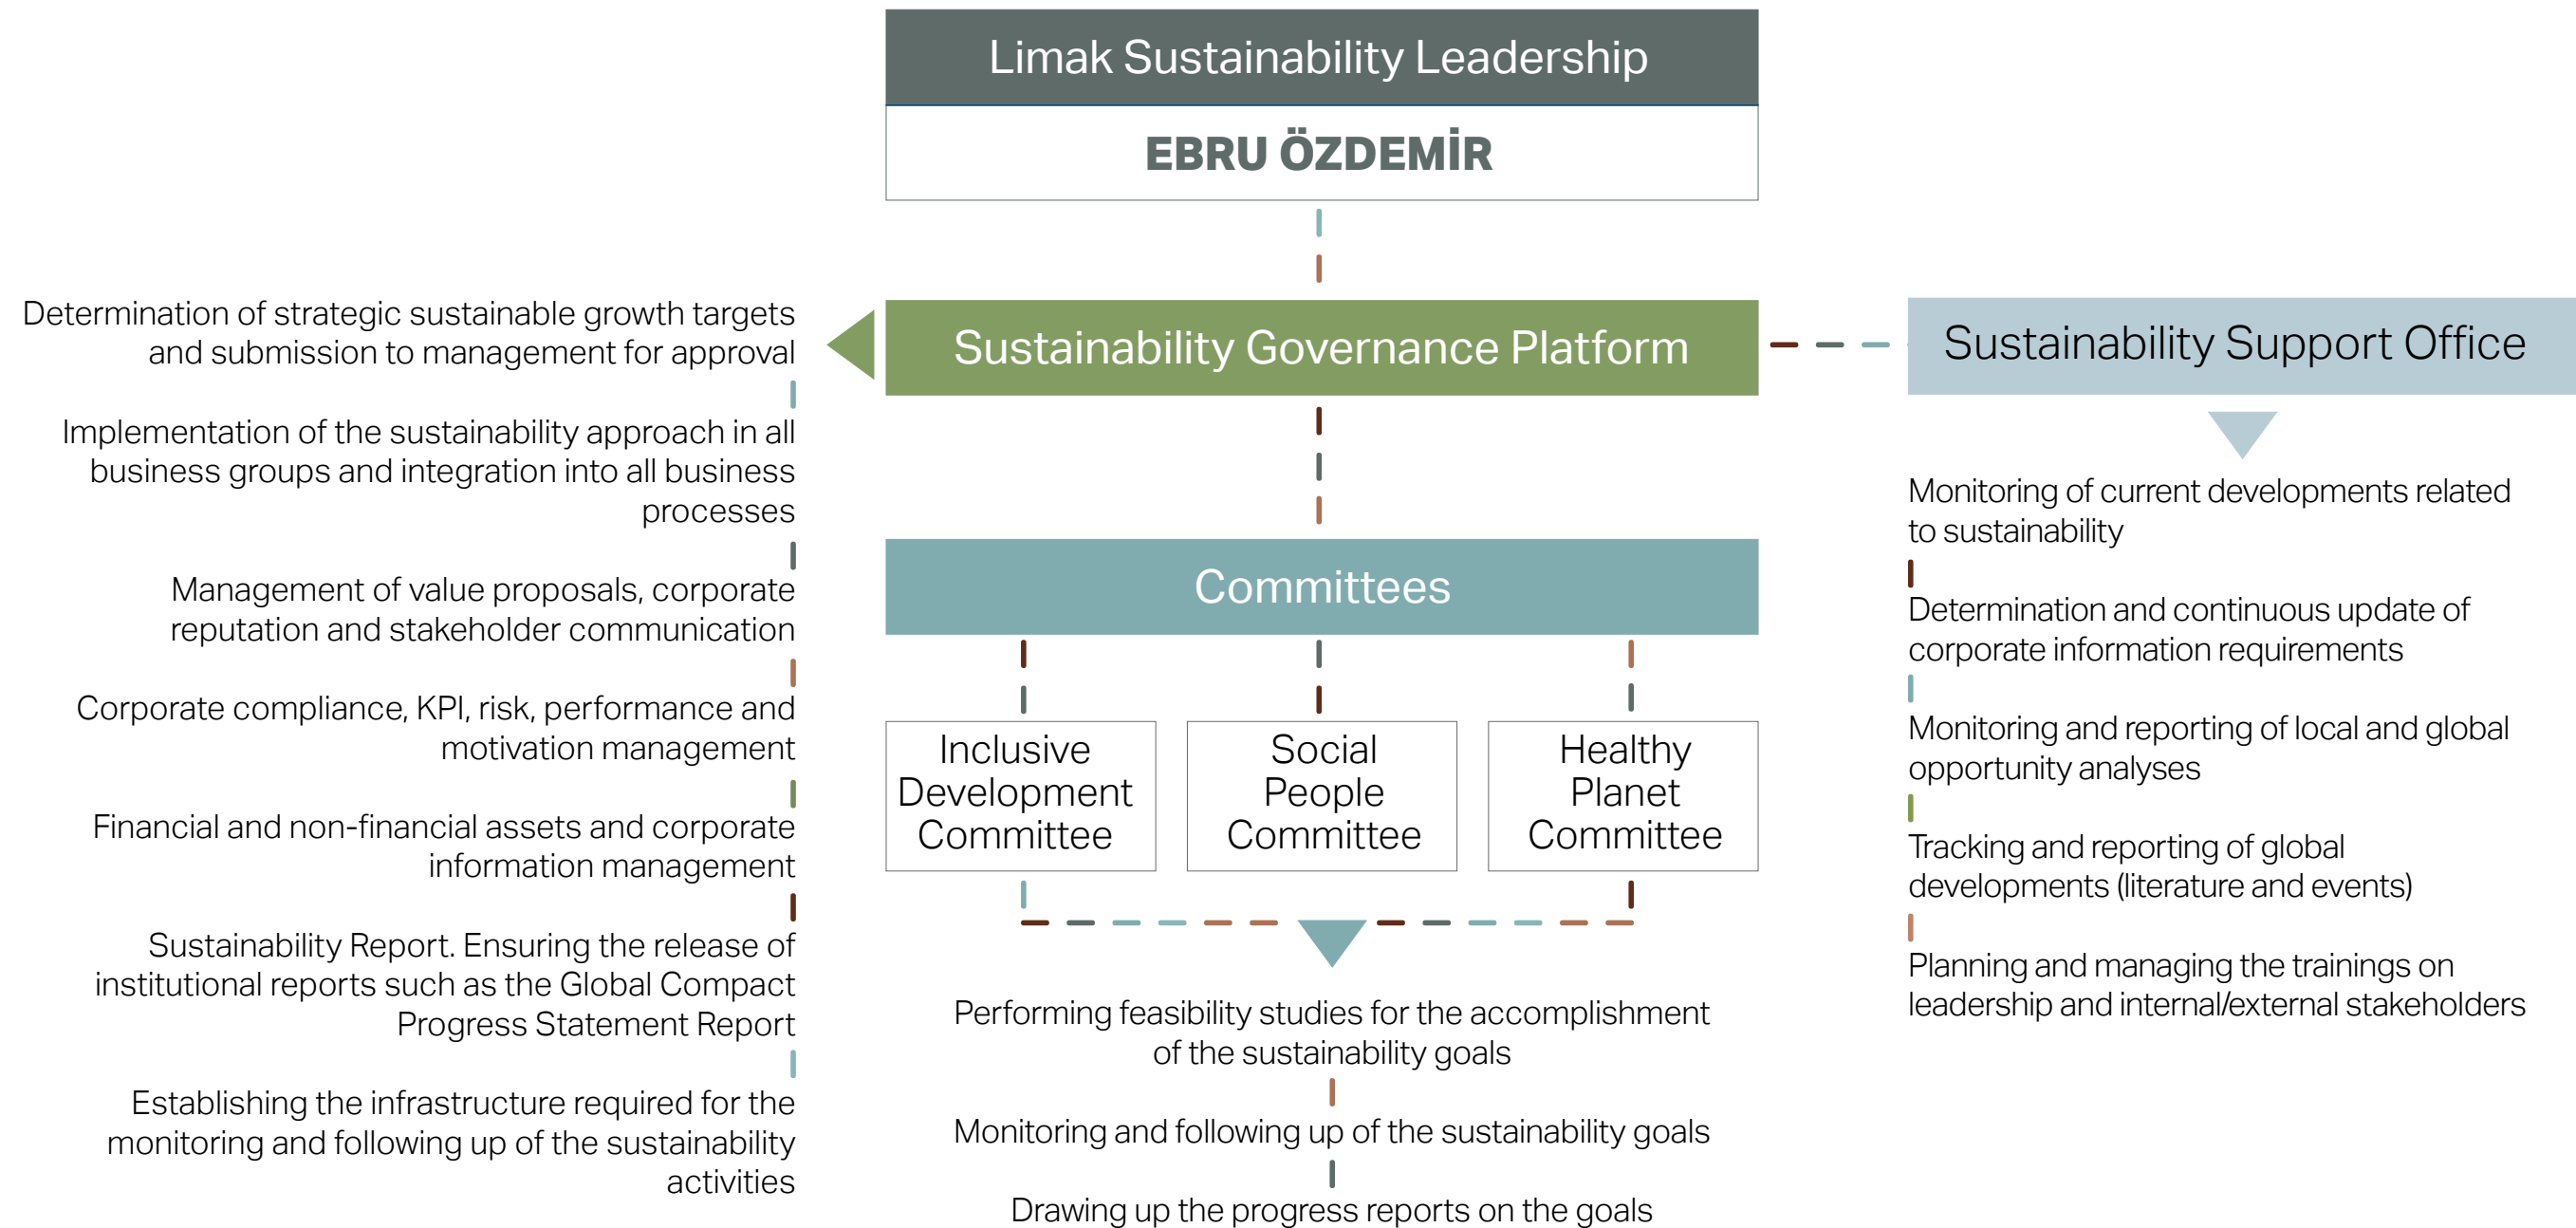 Limak Sustainability Leadership
EBRU ÖZDEMİR
Sustainability Governance Platform
Determination of strategic sustainable growth targets
and submission to management for approval
Implementation of the sustainability approach in all
business groups and integration into all business
processes
Management of value proposals, corporate
reputation and stakeholder communication
Corporate compliance, KPI, risk, performance and
motivation management
Financial and non-financial assets and corporate
information management
Sustainability Report. Ensuring the release of
institutional reports such as the Global Compact
Progress Statement Report
Establishing the infrastructure required for the
monitoring and following up of the sustainability
activities
Committees
Inclusive
Development
Committee
Social
People
Committee
Healthy
Planet
Committee
Performing feasibility studies for the accomplishment
of the sustainability goals
Monitoring and following up of the sustainability goals
Drawing up the progress reports on the goals
Sustainability Support Office
Monitoring of current developments related
to sustainability
Determination and continuous update of
corporate information requirements
Monitoring and reporting of local and global
opportunity analyses
Tracking and reporting of global
developments (literature and events)
Planning and managing the trainings on
leadership and internal/external stakeholders